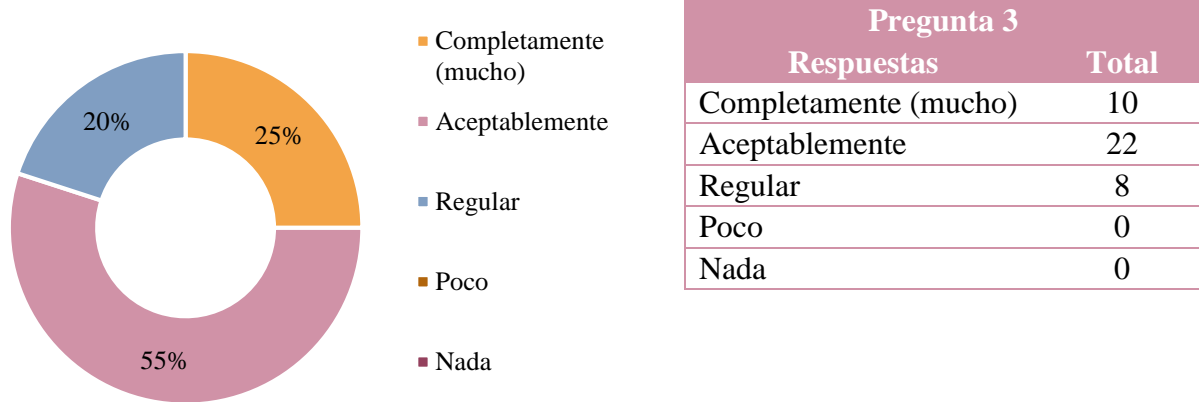 20%
25%
55%
Completamente
(mucho)
Aceptablemente
Regular
Poco
Nada
Pregunta 3
Respuestas Total
Completamente (mucho) 10
Aceptablemente 22
Regular 8
Poco 0
Nada 0